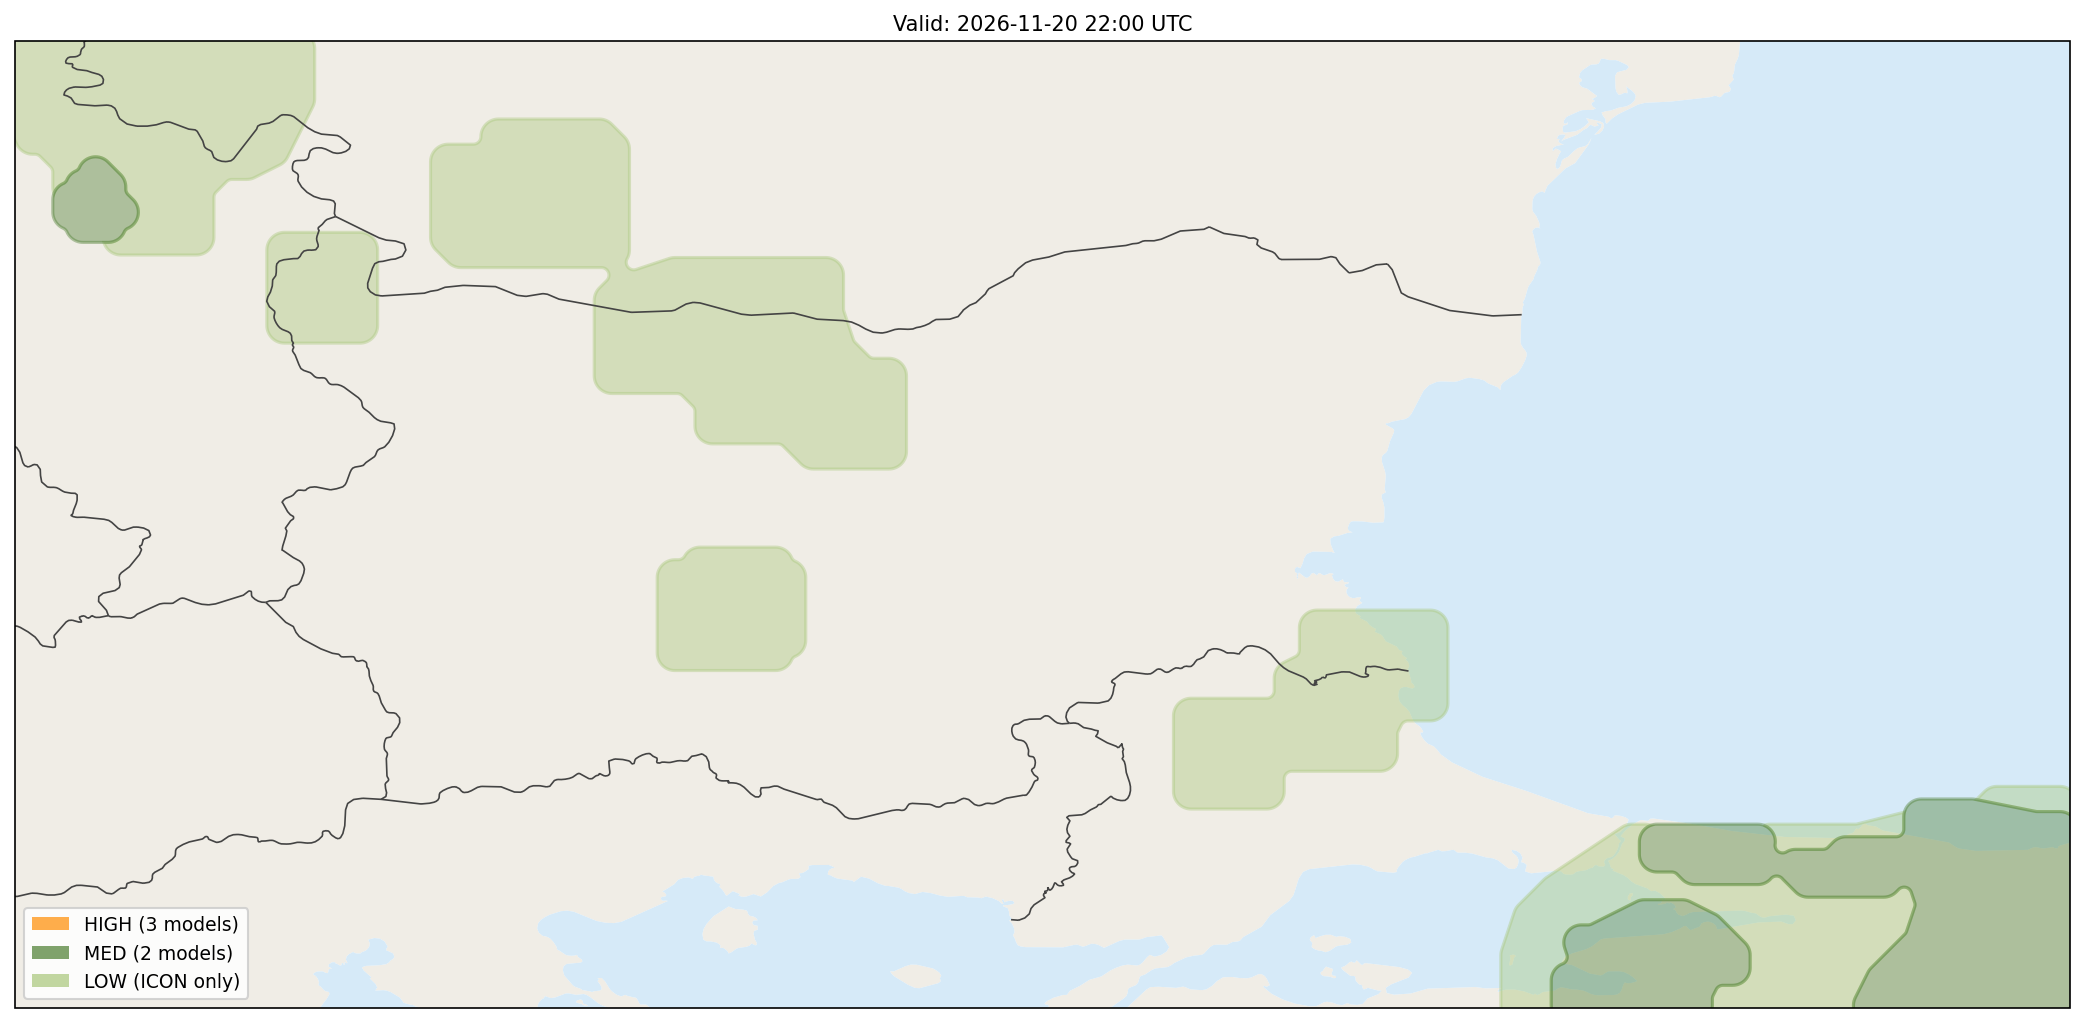 Valid: 2026-11-20 22:00 UTC
HIGH (3 models)
MED (2 models)
LOW (ICON only)